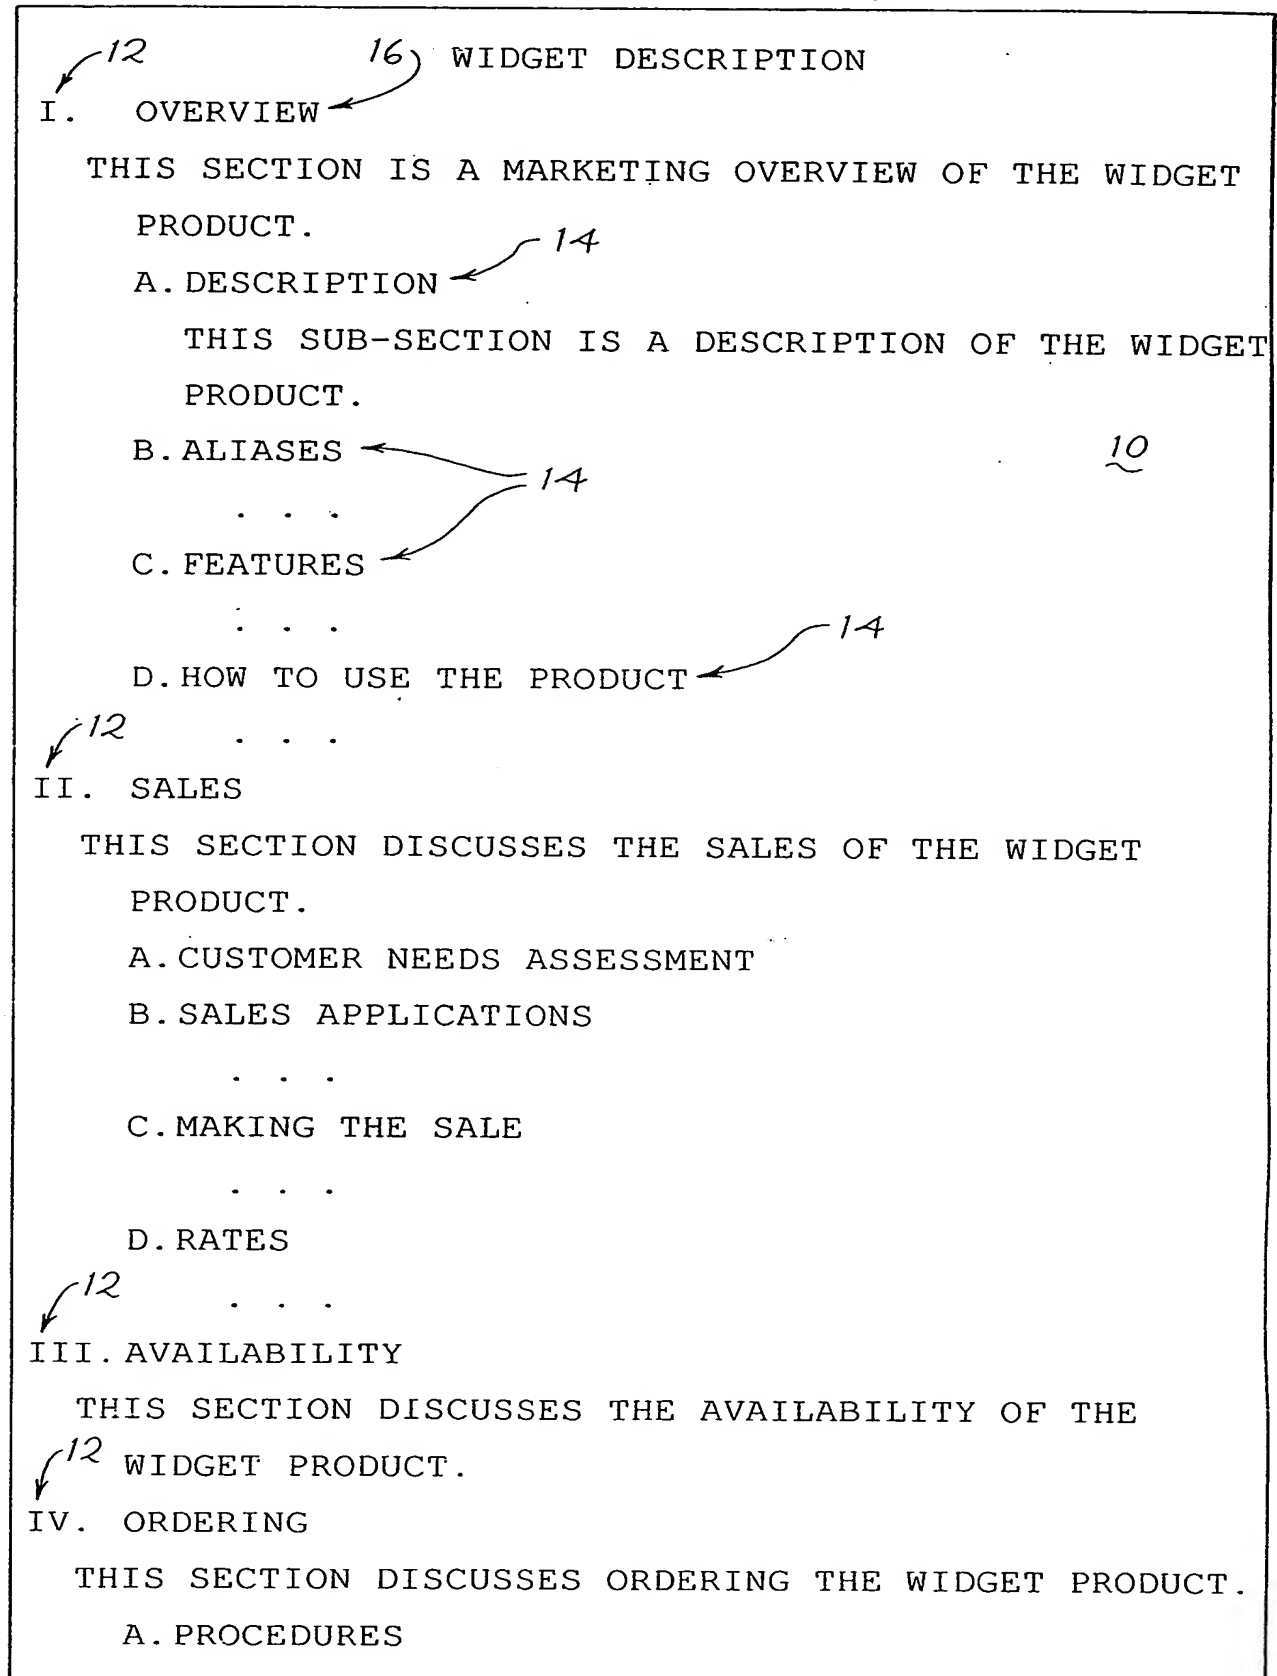 12 16 WIDGET DESCRIPTION
I. OVERVIEW
THIS SECTION IS A MARKETING OVERVIEW OF THE WIDGET
PRODUCT.
14
A. DESCRIPTION
THIS SUB-SECTION IS A DESCRIPTION OF THE WIDGET
PRODUCT.
B. ALIASES
10
14
. . .
C. FEATURES
. . .
14
D. HOW TO USE THE PRODUCT
12
. . .
II. SALES
THIS SECTION DISCUSSES THE SALES OF THE WIDGET
PRODUCT.
A. CUSTOMER NEEDS ASSESSMENT
B. SALES APPLICATIONS
. . .
C. MAKING THE SALE
. . .
D. RATES
12
. . .
III. AVAILABILITY
THIS SECTION DISCUSSES THE AVAILABILITY OF THE
12 WIDGET PRODUCT.
IV. ORDERING
THIS SECTION DISCUSSES ORDERING THE WIDGET PRODUCT.
A. PROCEDURES